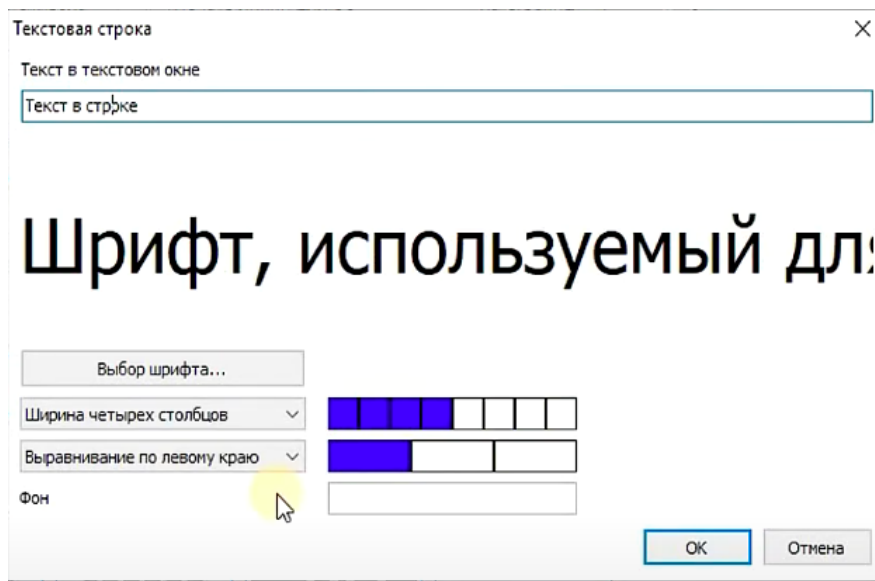 Текстовая строка
Текст в текстовом окне
Текст в строке
Шрифт, используемый для
Выбор шрифта...
Ширина четырех столбцов
Выравнивание по левому краю
Фон
OK
Отмена